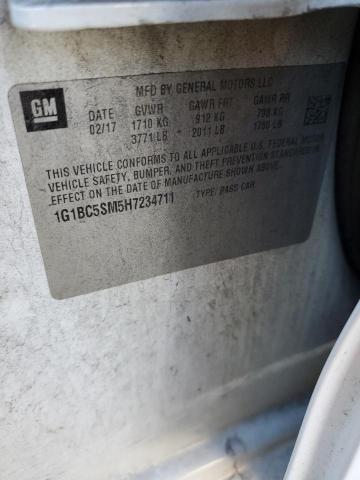 MFD BY GENERAL MOTORS LLC
GM
DATE GVWR GAWR FRT GAWR RR
02/17 1710 KG 912 KG 798 KG
3771 LB 2011 LB 1760 LB
THIS VEHICLE CONFORMS TO ALL APPLICABLE U.S. FEDERAL MOTOR
VEHICLE SAFETY, BUMPER, AND THEFT PREVENTION STANDARDS IN
EFFECT ON THE DATE OF MANUFACTURE SHOWN ABOVE.
1G1BC5SM5H7234711 TYPE: PASS CAR